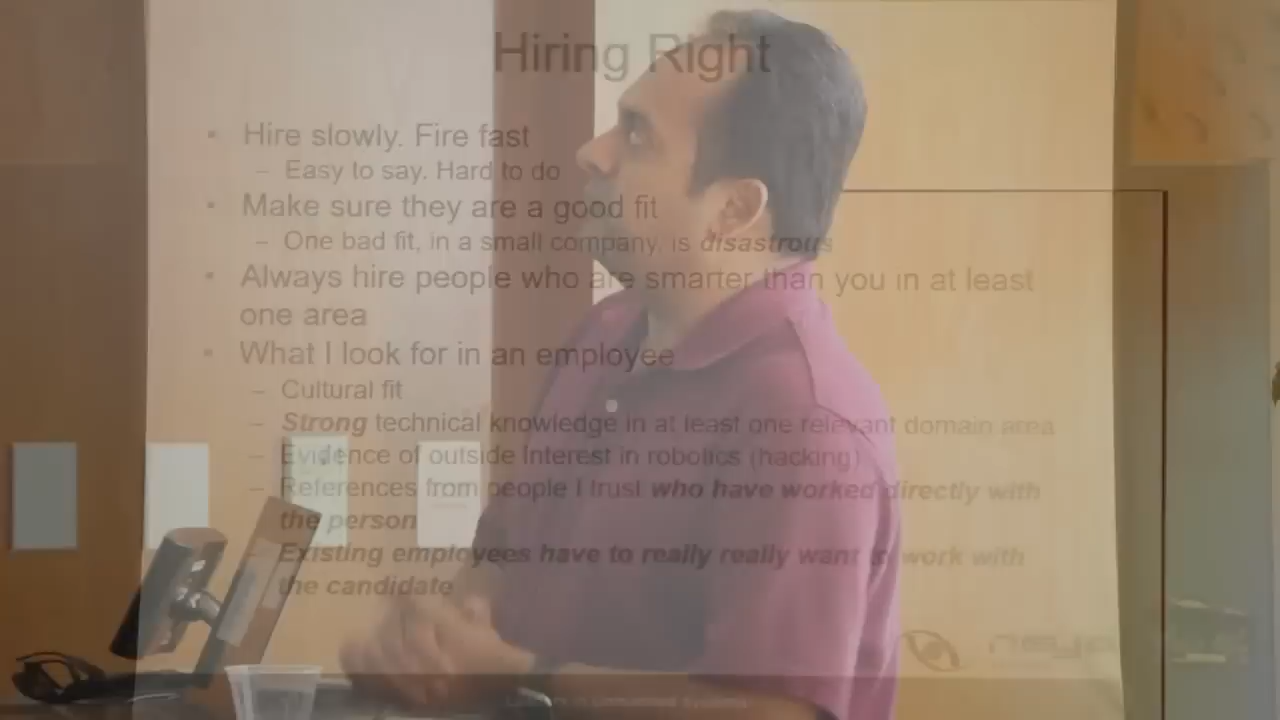 Hiring Right
• Hire slowly. Fire fast
– Easy to say. Hard to do
• Make sure they are a good fit
– One bad fit, in a small company, is disastrous
• Always hire people who are smarter than you in at least
one area
• What I look for in an employee
– Cultural fit
– Strong technical knowledge in at least one relevant domain area
– Evidence of outside Interest in robotics (hacking)
– References from people I trust who have worked directly with
the person
Existing employees have to really really want to work with
the candidate